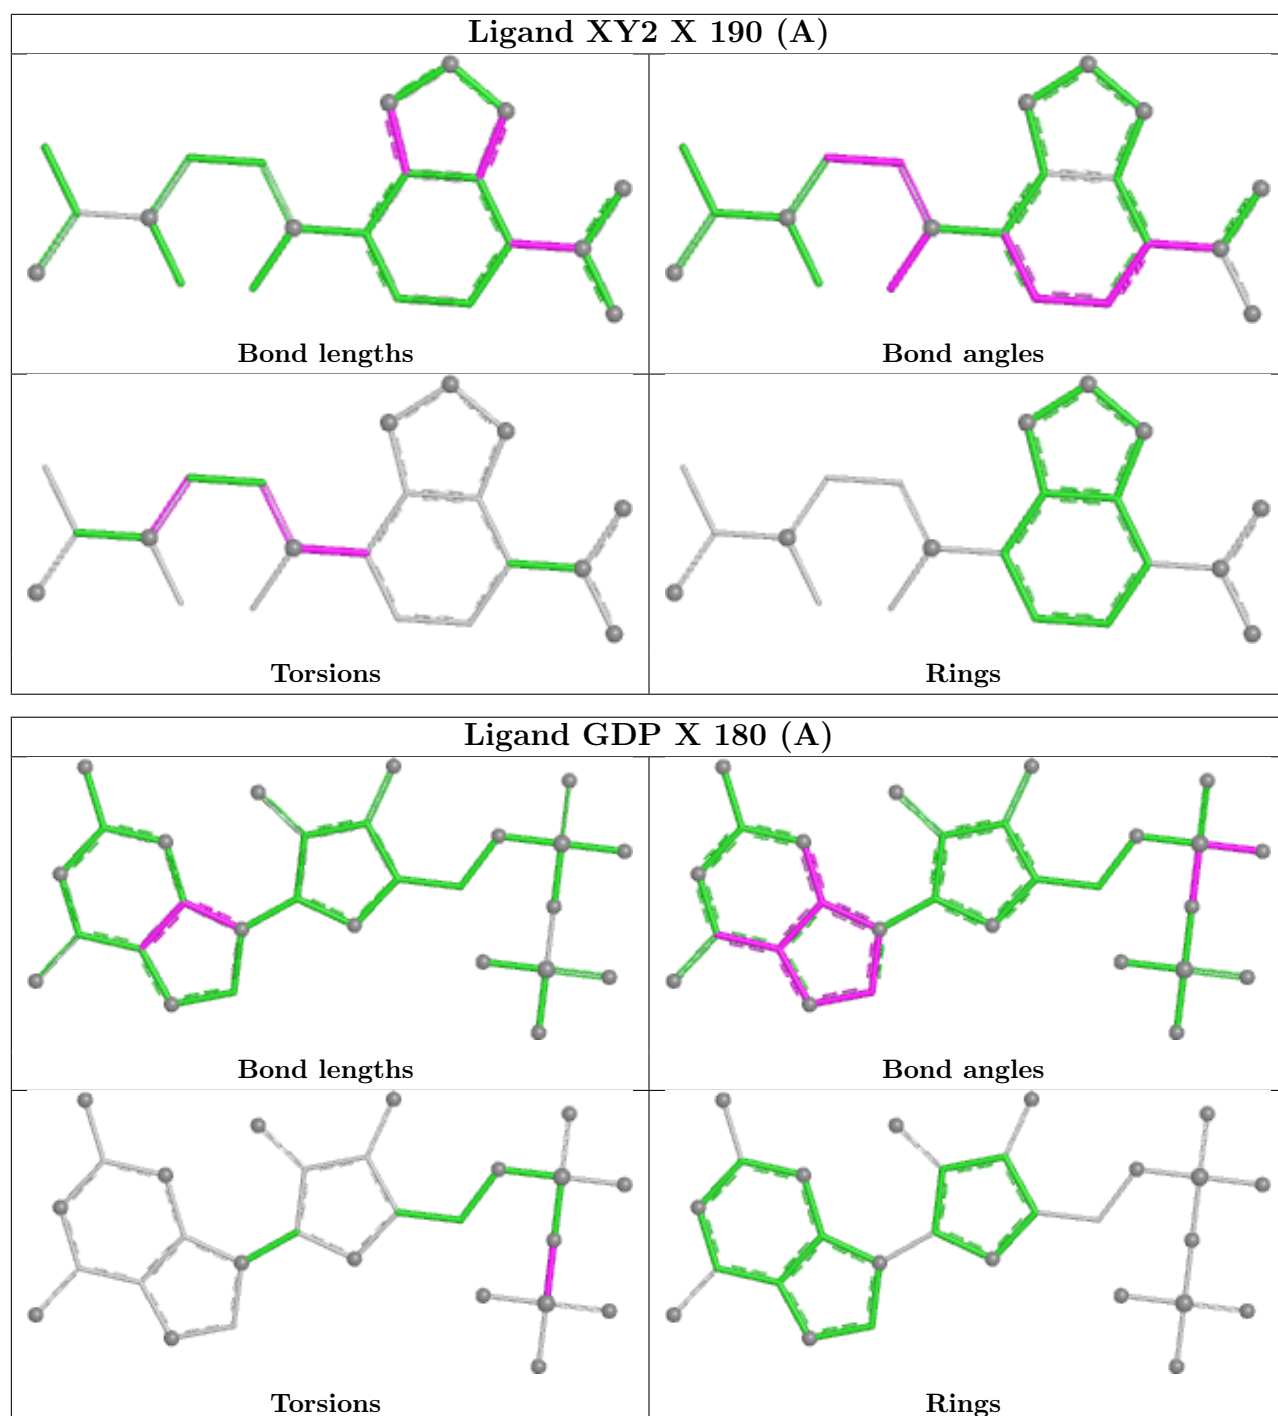 Ligand XY2 X 190 (A)
Bond lengths
Bond angles
Torsions
Rings
Ligand GDP X 180 (A)
Bond lengths
Bond angles
Torsions
Rings